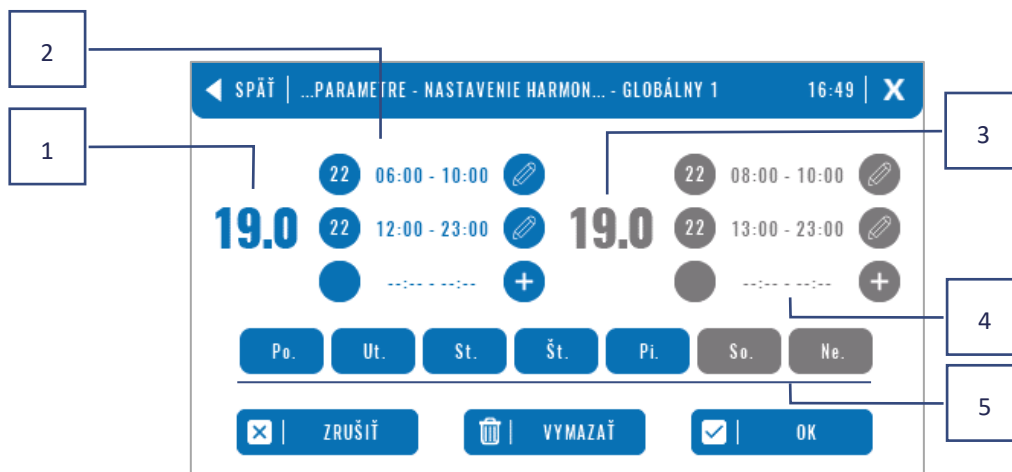 2
SPÄŤ | ...PARAMETRE - NASTAVENIE HARMON... - GLOBÁLNY 1 16:49 | X
1
3
22 06:00 - 10:00
22 08:00 - 10:00
19.0 22 12:00 - 23:00
19.0 22 13:00 - 23:00
--:-- - --:-- +
--:-- - --:-- +
4
Po. Ut. St. Št. Pi. So. Ne.
5
ZRUŠIŤ | VYMAZAŤ | OK